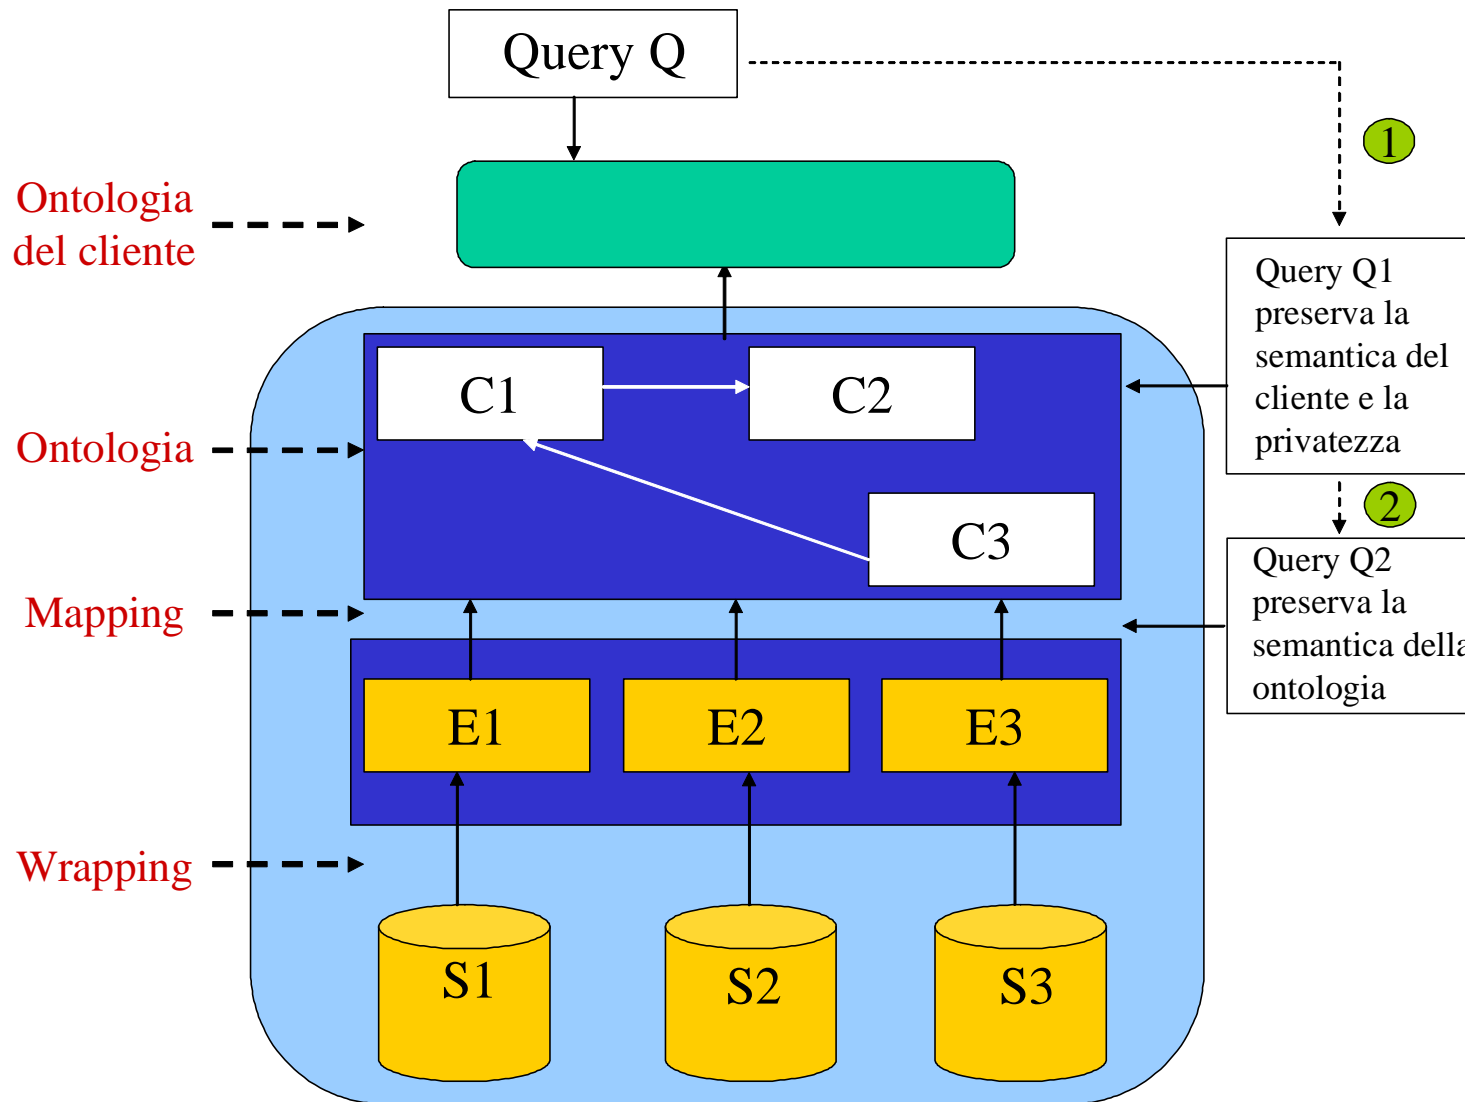 Query Q
1
Ontologia
del cliente
Query Q1
preserva la
semantica del
cliente e la
privatezza
C1
C2
Ontologia
2
C3
Query Q2
preserva la
semantica della
ontologia
Mapping
E1
E2
E3
Wrapping
S1
S2
S3